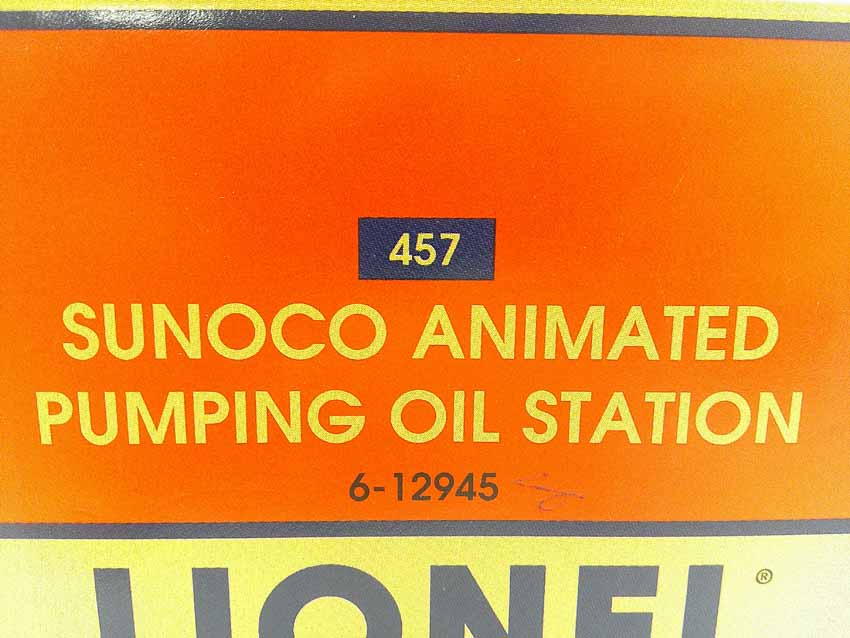 457
SUNOCO ANIMATED
PUMPING OIL STATION
6-12945
LIONEL®